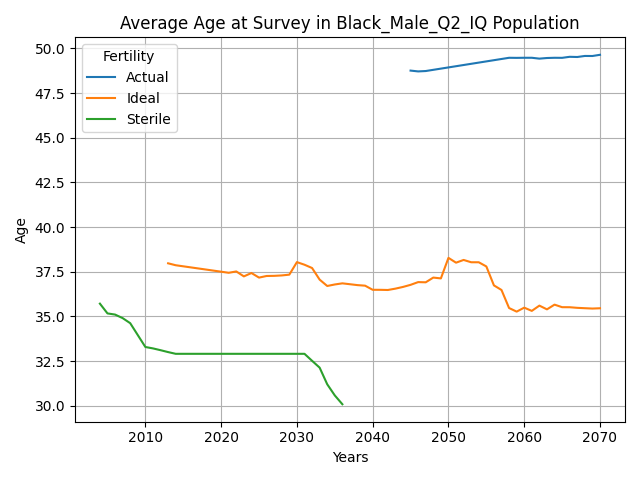 Average Age at Survey in Black_Male_Q2_IQ Population
Fertility
Actual
Ideal
Sterile
Age
50.0
47.5
45.0
42.5
40.0
37.5
35.0
32.5
30.0
2010 2020 2030 2040 2050 2060 2070
Years